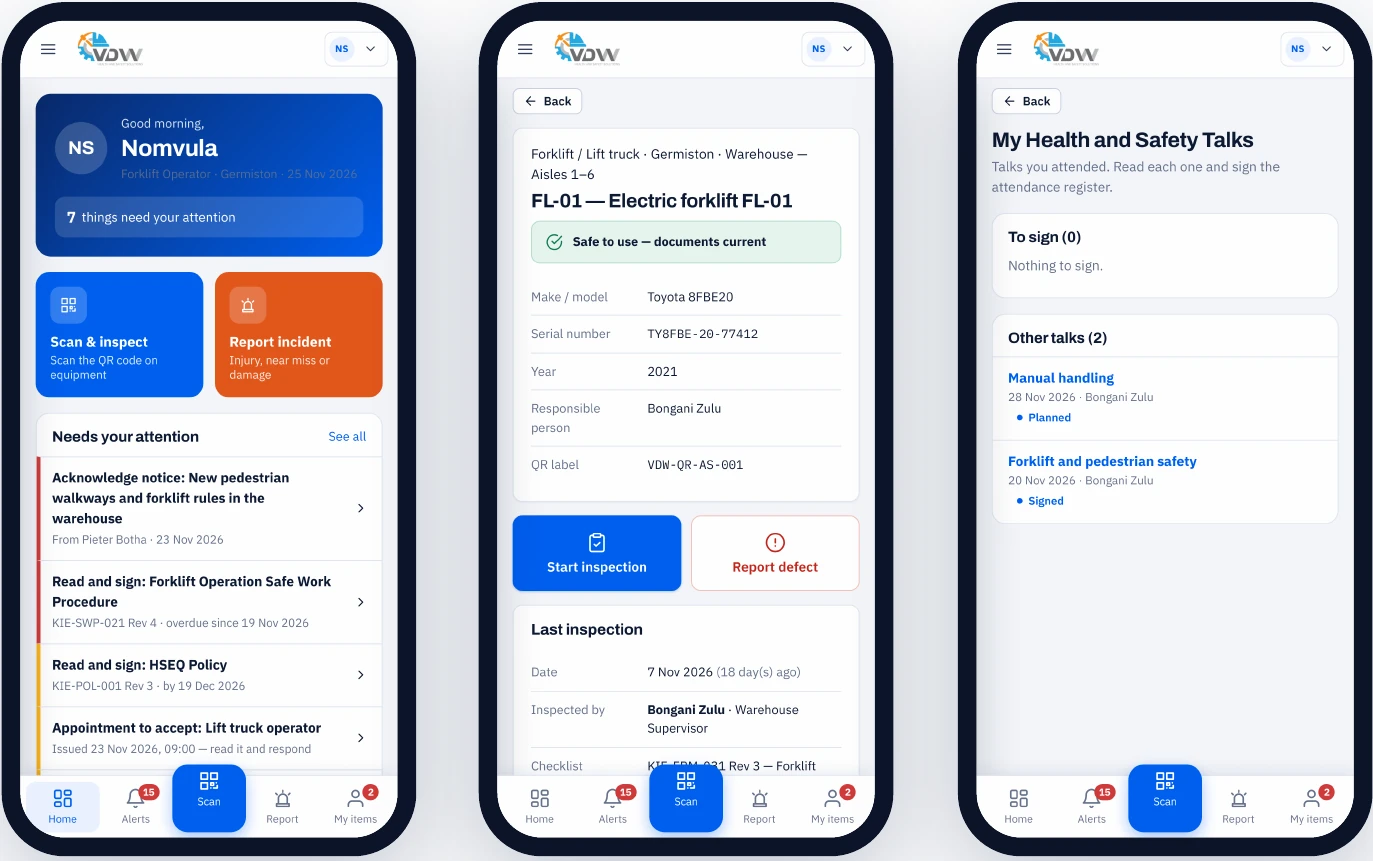 VDW
NS
Good morning,
NS
Nomvula
Forklift Operator · Germiston · 25 Nov 2026
7 things need your attention
Scan & inspect
Scan the QR code on
equipment
Report incident
Injury, near miss or
damage
Needs your attention
See all
Acknowledge notice: New pedestrian
walkways and forklift rules in the
warehouse
From Pieter Botha · 23 Nov 2026
Read and sign: Forklift Operation Safe Work
Procedure
KIE-SWP-021 Rev 4 · overdue since 19 Nov 2026
Read and sign: HSEQ Policy
KIE-POL-001 Rev 3 · by 19 Dec 2026
Appointment to accept: Lift truck operator
Issued 23 Nov 2026, 09:00 — read it and respond
Home
15
Alerts
Scan
Report
2
My items
VDW
NS
Back
Forklift / Lift truck · Germiston · Warehouse —
Aisles 1–6
FL-01 — Electric forklift FL-01
Safe to use — documents current
Make / model
Toyota 8FBE20
Serial number
TY8FBE-20-77412
Year
2021
Responsible
person
Bongani Zulu
QR label
VDW-QR-AS-001
Start inspection
Report defect
Last inspection
Date
7 Nov 2026 (18 day(s) ago)
Inspected by
Bongani Zulu · Warehouse
Supervisor
Checklist
KIE-FRM-031 Rev 3 — Forklift
Home
15
Alerts
Scan
Report
2
My items
VDW
NS
Back
My Health and Safety Talks
Talks you attended. Read each one and sign the
attendance register.
To sign (0)
Nothing to sign.
Other talks (2)
Manual handling
28 Nov 2026 · Bongani Zulu
Planned
Forklift and pedestrian safety
20 Nov 2026 · Bongani Zulu
Signed
Home
15
Alerts
Scan
Report
2
My items